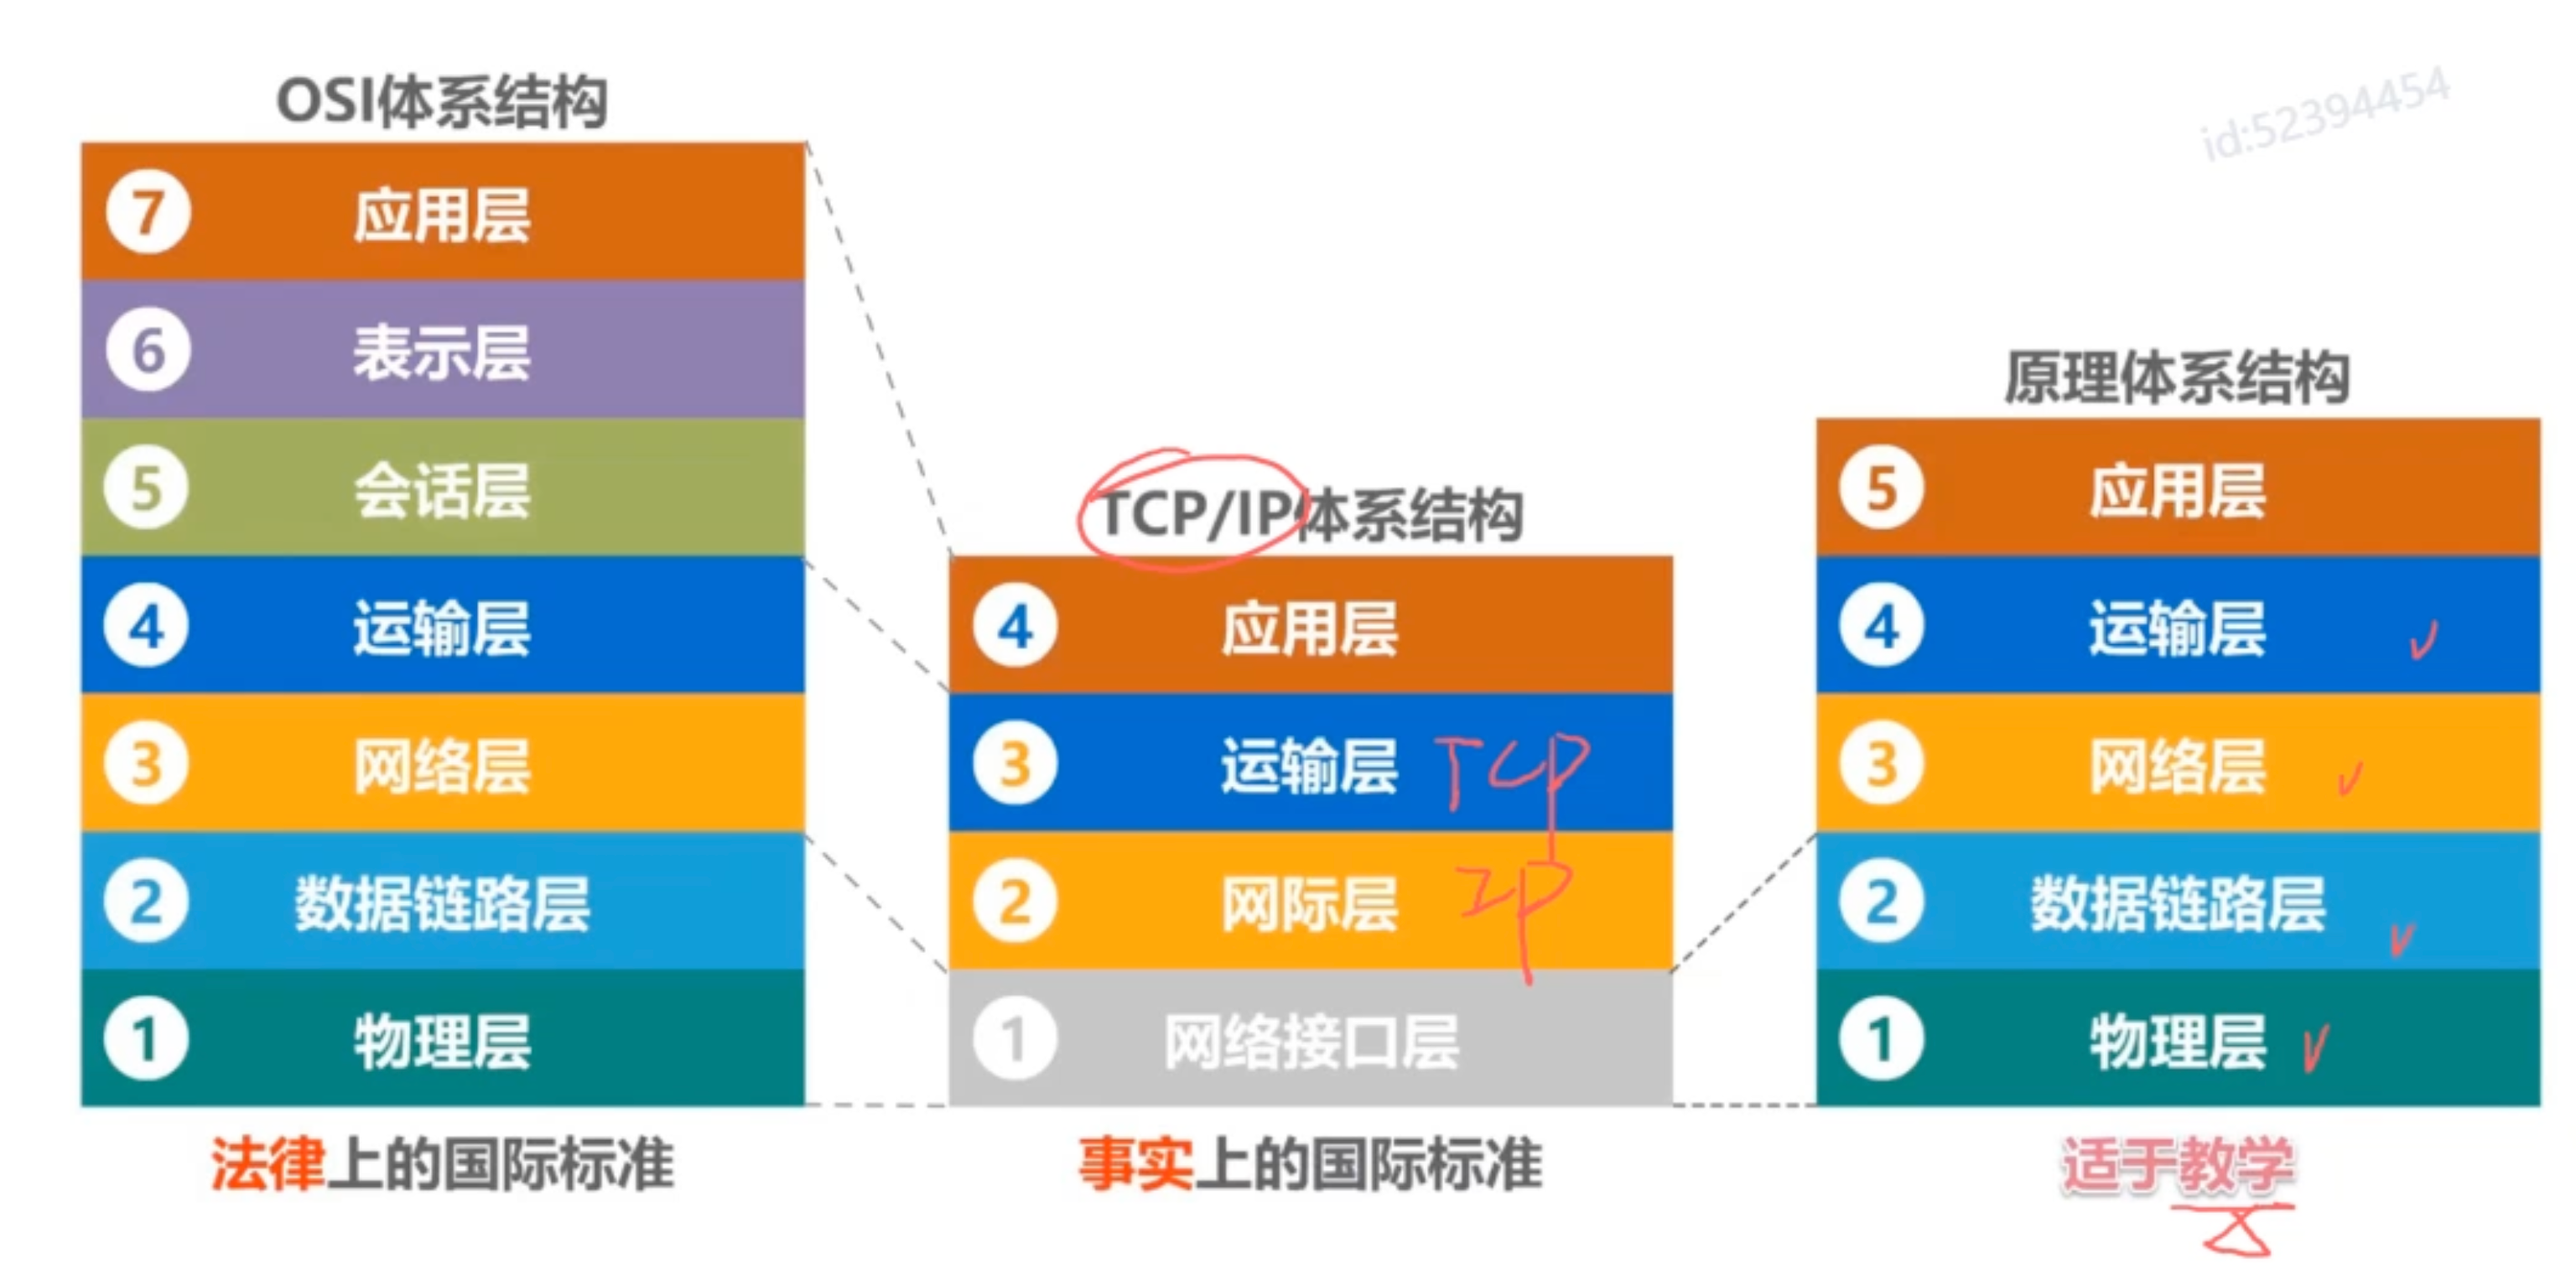 id:52394454
OSI体系结构
7 应用层
6 表示层
5 会话层
4 运输层
3 网络层
2 数据链路层
1 物理层
法律上的国际标准
TCP/IP体系结构
4 应用层
3 运输层 TCP
2 网际层 IP
1 网络接口层
事实上的国际标准
原理体系结构
5 应用层
4 运输层
3 网络层
2 数据链路层
1 物理层
适于教学